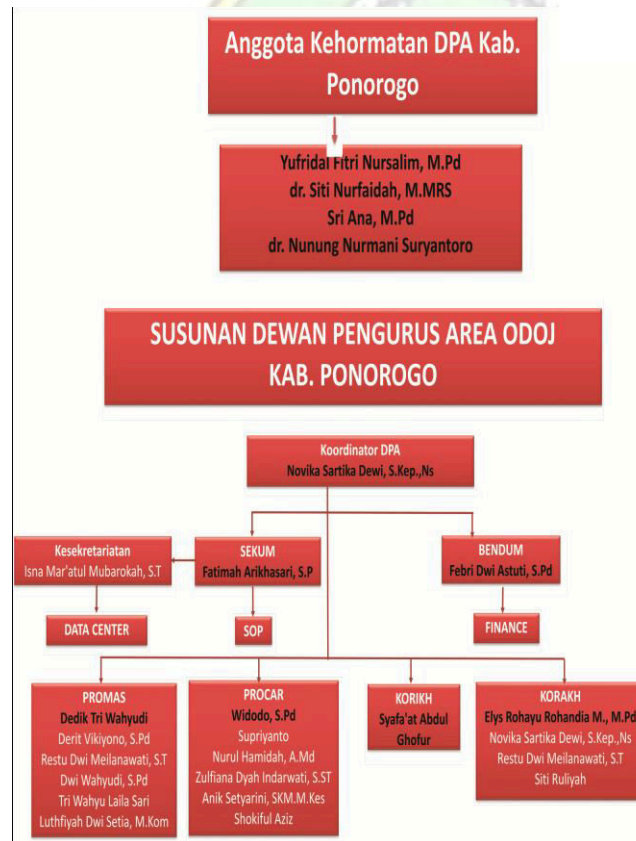 Anggota Kehormatan DPA Kab.
Ponorogo
Yufridal Fitri Nursalim, M.Pd
dr. Siti Nurfaidah, M.MRS
Sri Ana, M.Pd
dr. Nunung Nurmani Suryantoro
SUSUNAN DEWAN PENGURUS AREA ODOJ
KAB. PONOROGO
Koordinator DPA
Novika Sartika Dewi, S.Kep.,Ns
Kesekretariatan
Isna Mar'atul Mubarokah, S.T
SEKUM
Fatimah Arikhasari, S.P
BENDUM
Febri Dwi Astuti, S.Pd
DATA CENTER
SOP
FINANCE
PROMAS
Dedik Tri Wahyudi
Derit Vikiyono, S.Pd
Restu Dwi Meilanawati, S.T
Dwi Wahyudi, S.Pd
Tri Wahyu Laila Sari
Luthfiyah Dwi Setia, M.Kom
PROCAR
Widodo, S.Pd
Supriyanto
Nurul Hamidah, A.Md
Zulfiana Dyah Indarwati, S.ST
Anik Setyarini, SKM.M.Kes
Shokiful Aziz
KORIKH
Syafa'at Abdul
Ghofur
KORAKH
Elys Rohayu Rohandia M., M.Pd
Novika Sartika Dewi, S.Kep.,Ns
Restu Dwi Meilanawati, S.T
Siti Ruliyah